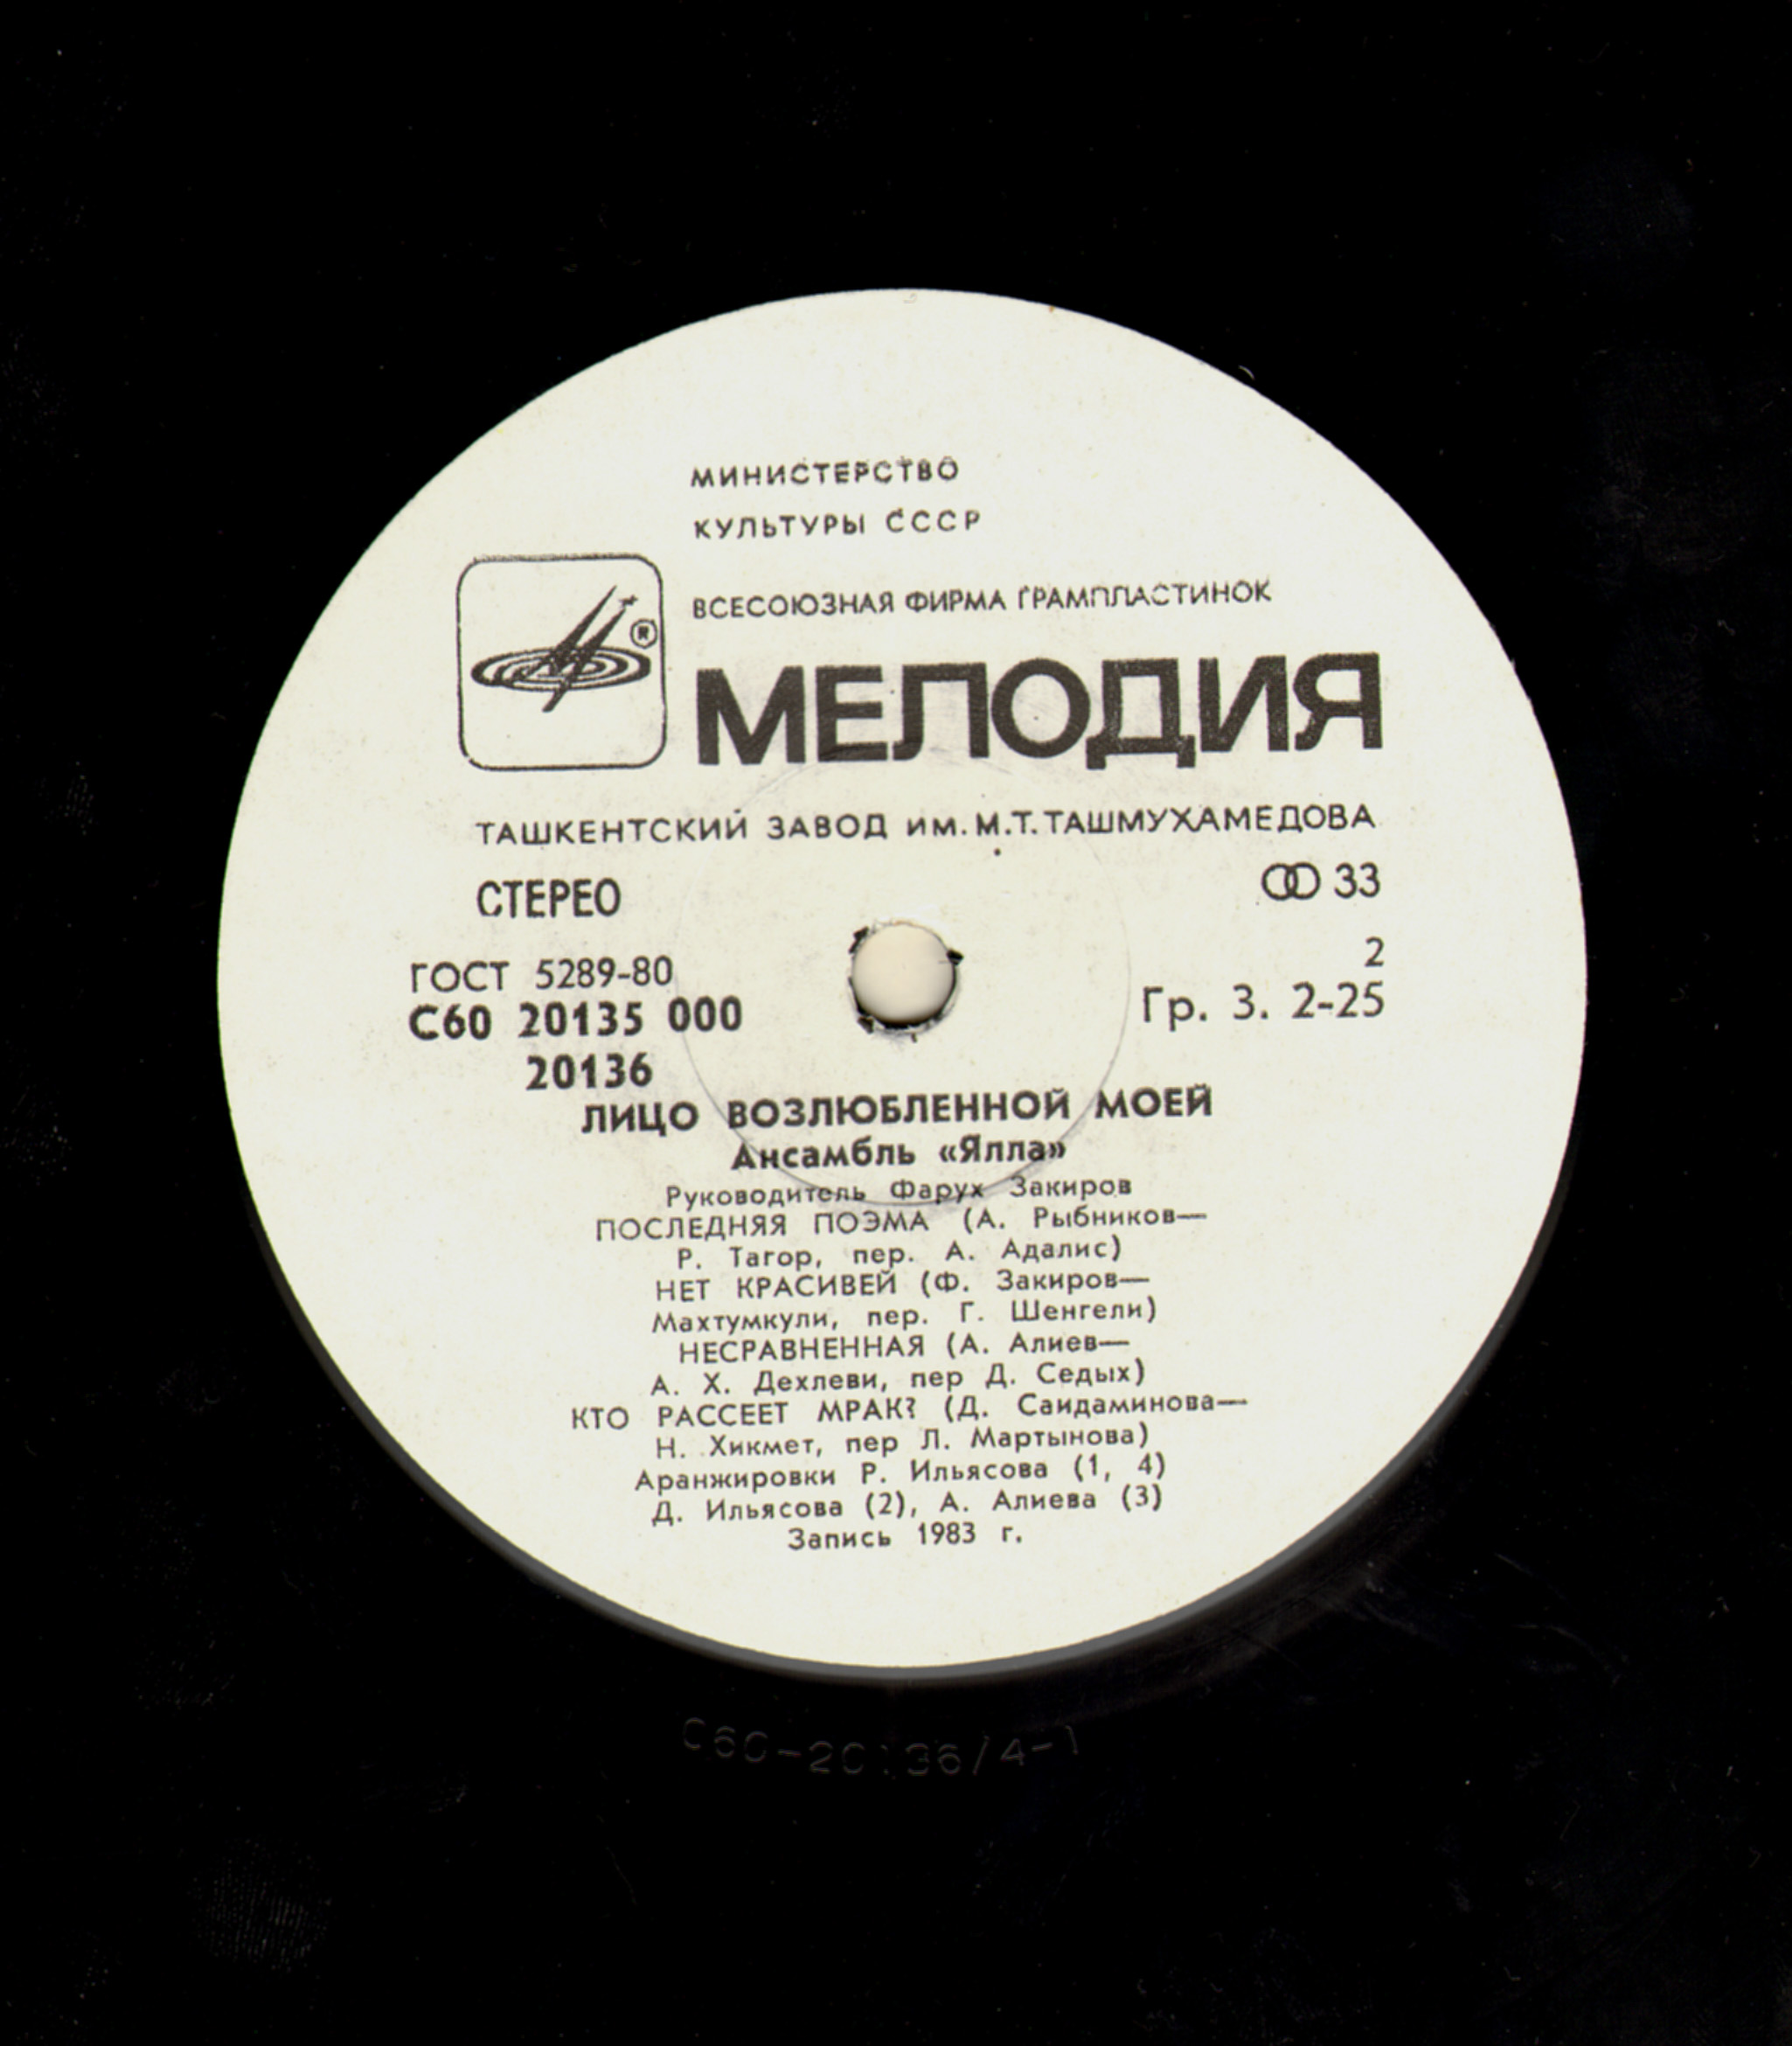 МИНИСТЕРСТВО
КУЛЬТУРЫ СССР
ВСЕСОЮЗНАЯ ФИРМА ГРАМПЛАСТИНОК
®
МЕЛОДИЯ
ТАШКЕНТСКИЙ ЗАВОД им. М.Т. ТАШМУХАМЕДОВА
СТЕРЕО 33
ГОСТ 5289-80 2
С60 20135 000 Гр. 3. 2-25
20136
ЛИЦО ВОЗЛЮБЛЕННОЙ МОЕЙ
Ансамбль «Ялла»
Руководитель Фарух Закиров
ПОСЛЕДНЯЯ ПОЭМА (А. Рыбников—
Р. Тагор, пер. А. Адалис)
НЕТ КРАСИВЕЙ (Ф. Закиров—
Махтумкули, пер. Г. Шенгели)
НЕСРАВНЕННАЯ (А. Алиев—
А. Х. Дехлеви, пер Д. Седых)
КТО РАССЕЕТ МРАК? (Д. Саидаминова—
Н. Хикмет, пер Л. Мартынова)
Аранжировки Р. Ильясова (1, 4)
Д. Ильясова (2), А. Алиева (3)
Запись 1983 г.
С60-20136/4-1